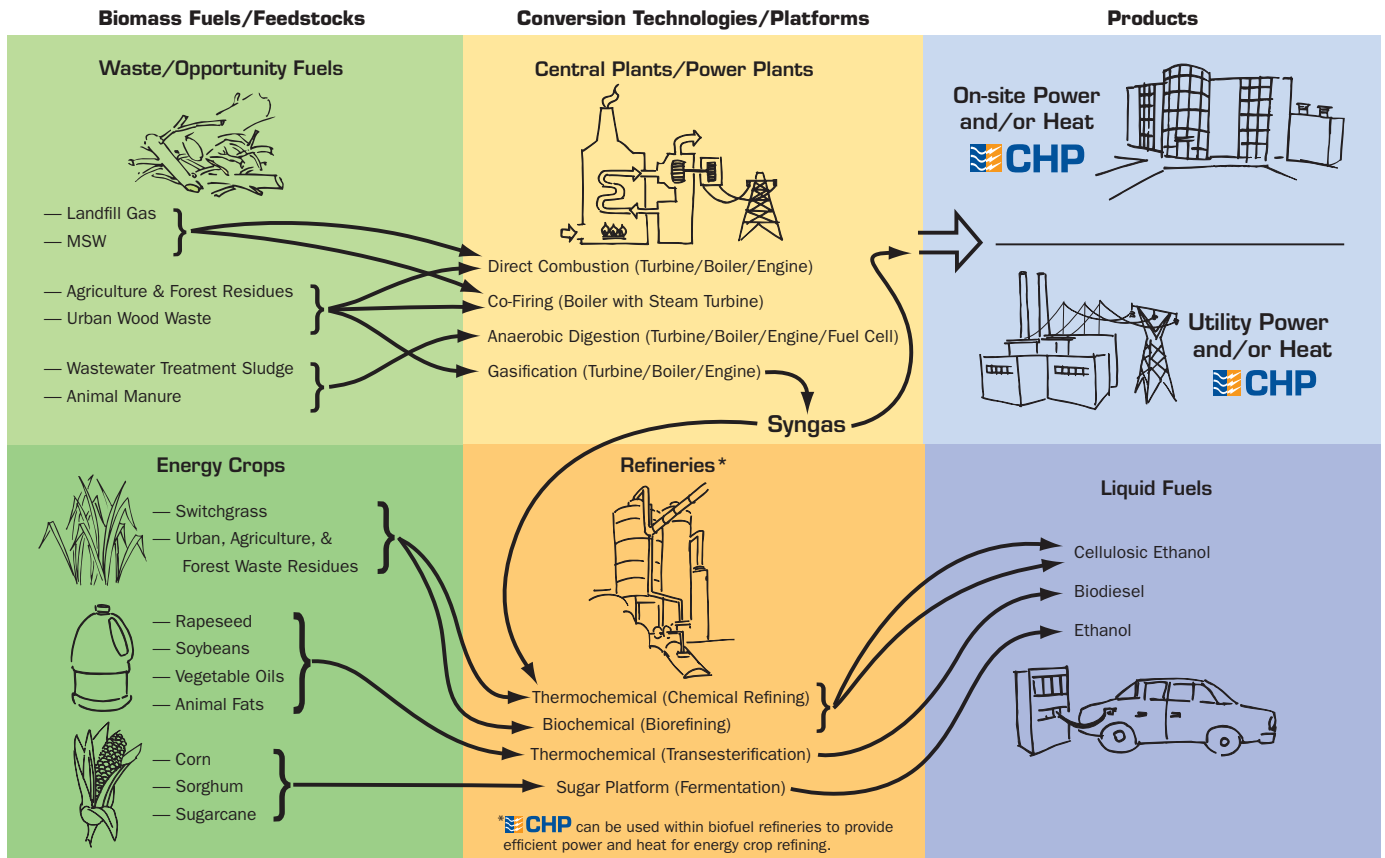 Biomass Fuels/Feedstocks
Conversion Technologies/Platforms
Products
Waste/Opportunity Fuels
— Landfill Gas
— MSW
— Agriculture & Forest Residues
— Urban Wood Waste
— Wastewater Treatment Sludge
— Animal Manure
Central Plants/Power Plants
Direct Combustion (Turbine/Boiler/Engine)
Co-Firing (Boiler with Steam Turbine)
Anaerobic Digestion (Turbine/Boiler/Engine/Fuel Cell)
Gasification (Turbine/Boiler/Engine)
Syngas
On-site Power
and/or Heat
CHP
Utility Power
and/or Heat
CHP
Energy Crops
— Switchgrass
— Urban, Agriculture, &
Forest Waste Residues
— Rapeseed
— Soybeans
— Vegetable Oils
— Animal Fats
— Corn
— Sorghum
— Sugarcane
Refineries*
Thermochemical (Chemical Refining)
Biochemical (Biorefining)
Thermochemical (Transesterification)
Sugar Platform (Fermentation)
*CHP can be used within biofuel refineries to provide
efficient power and heat for energy crop refining.
Liquid Fuels
Cellulosic Ethanol
Biodiesel
Ethanol